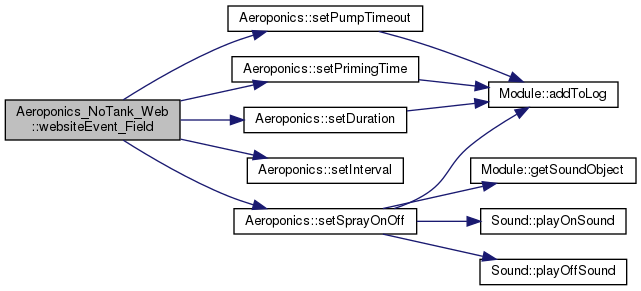 Aeroponics_NoTank_Web
::websiteEvent_Field
Aeroponics::setPumpTimeout
Aeroponics::setPrimingTime
Aeroponics::setDuration
Aeroponics::setInterval
Aeroponics::setSprayOnOff
Module::addToLog
Module::getSoundObject
Sound::playOnSound
Sound::playOffSound